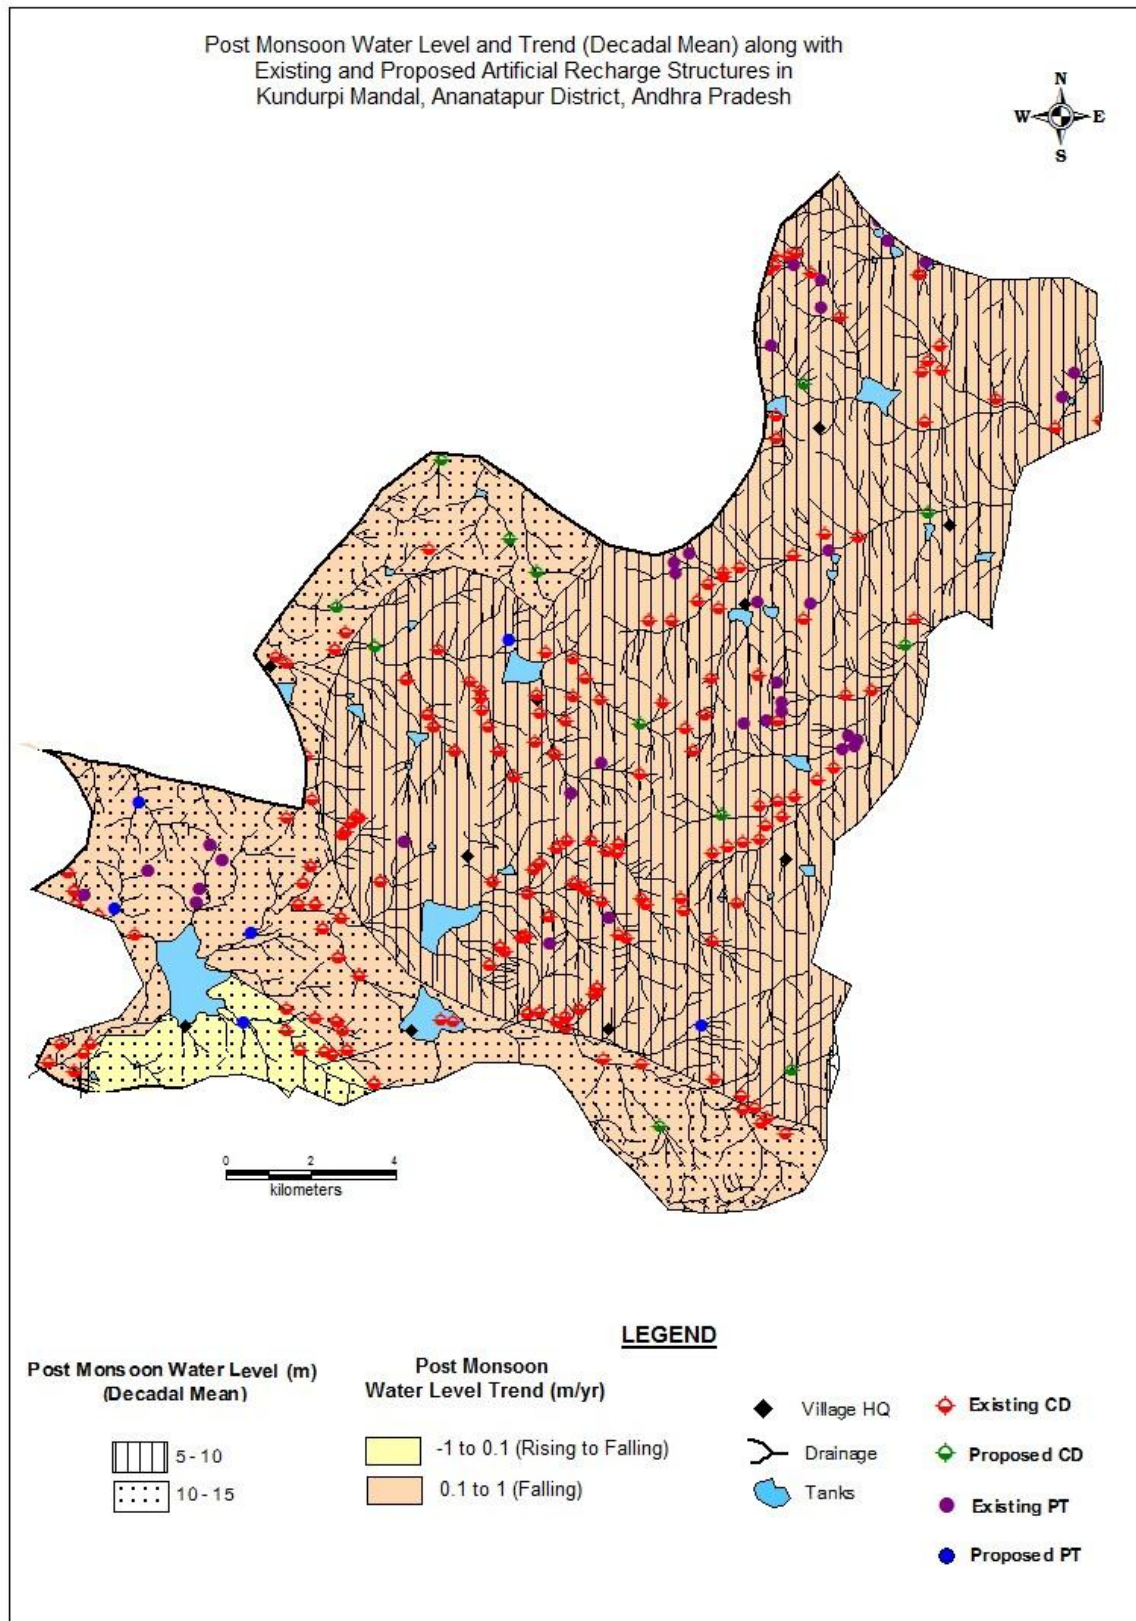 Post Monsoon Water Level and Trend (Decadal Mean) along with
Existing and Proposed Artificial Recharge Structures in
Kundurpi Mandal, Ananatapur District, Andhra Pradesh
N
W E
S
0 2 4
kilometers
LEGEND
Post Monsoon Water Level (m)
(Decadal Mean)
5-10
10-15
Post Monsoon
Water Level Trend (m/yr)
-1 to 0.1 (Rising to Falling)
0.1 to 1 (Falling)
Village HQ
Drainage
Tanks
Existing CD
Proposed CD
Existing PT
Proposed PT